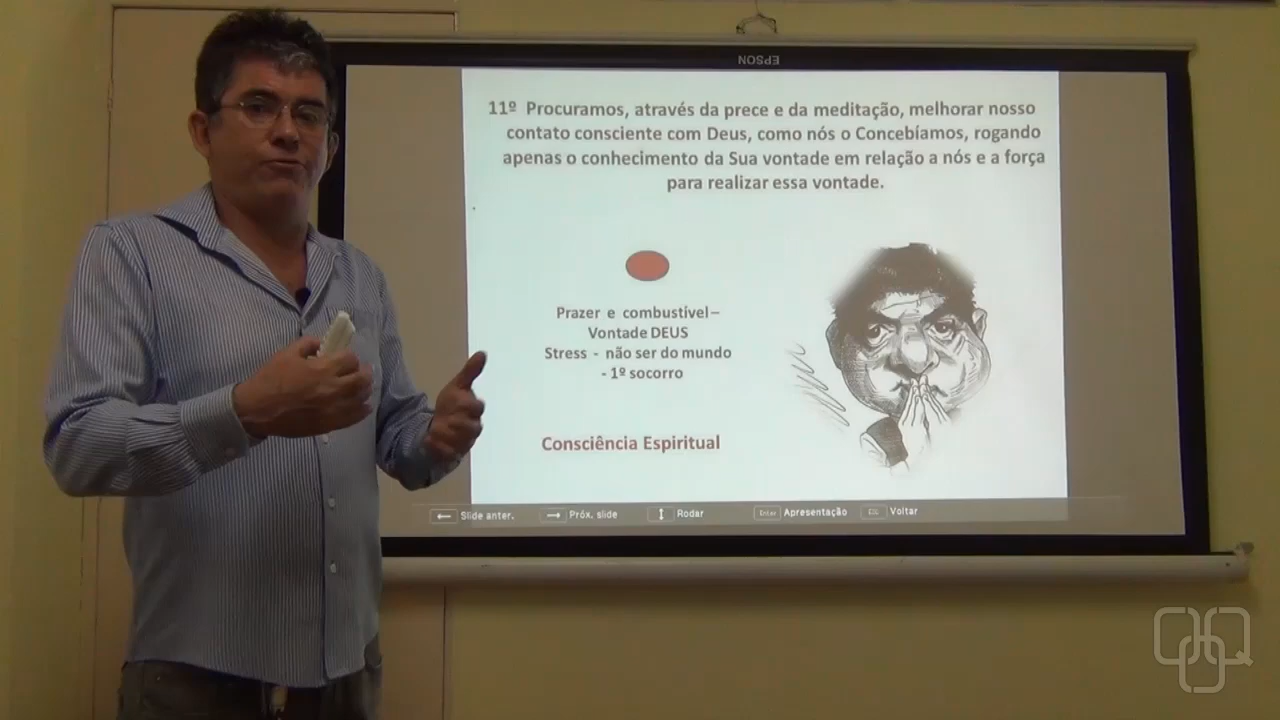 EPSON
11º Procuramos, através da prece e da meditação, melhorar nosso
contato consciente com Deus, como nós o Concebíamos, rogando
apenas o conhecimento da Sua vontade em relação a nós e a força
para realizar essa vontade.
Prazer e combustível –
Vontade DEUS
Stress - não ser do mundo
- 1º socorro
Consciência Espiritual
Slide anter. Próx. slide Rodar Enter Apresentação ESC Voltar